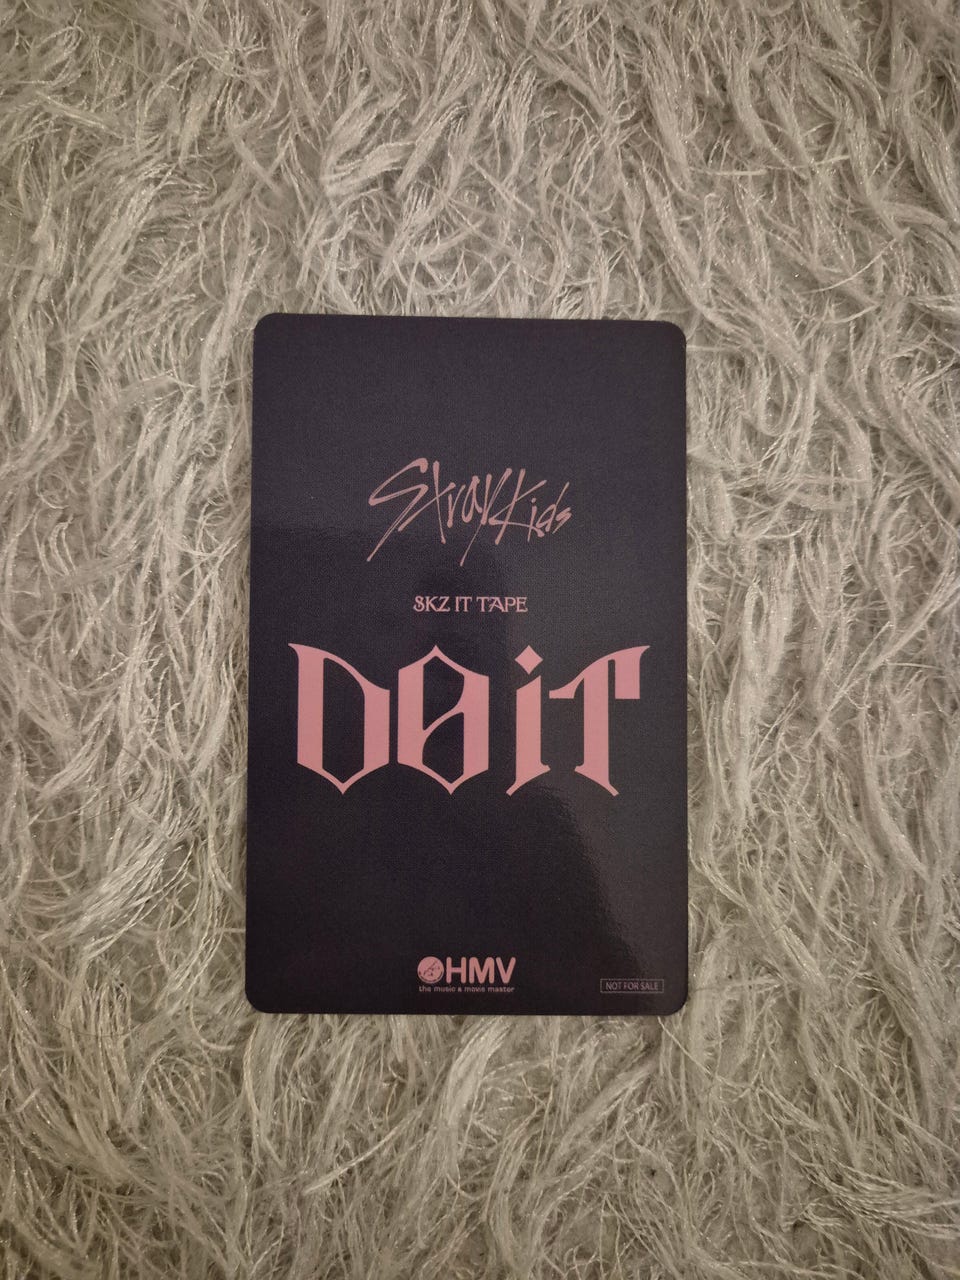 Stray Kids
SKZ IT TAPE
DO IT
HMV
the music & movie master
NOT FOR SALE